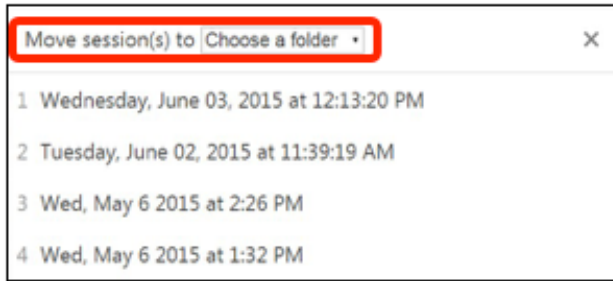 Move session(s) to Choose a folder
1 Wednesday, June 03, 2015 at 12:13:20 PM
2 Tuesday, June 02, 2015 at 11:39:19 AM
3 Wed, May 6 2015 at 2:26 PM
4 Wed, May 6 2015 at 1:32 PM